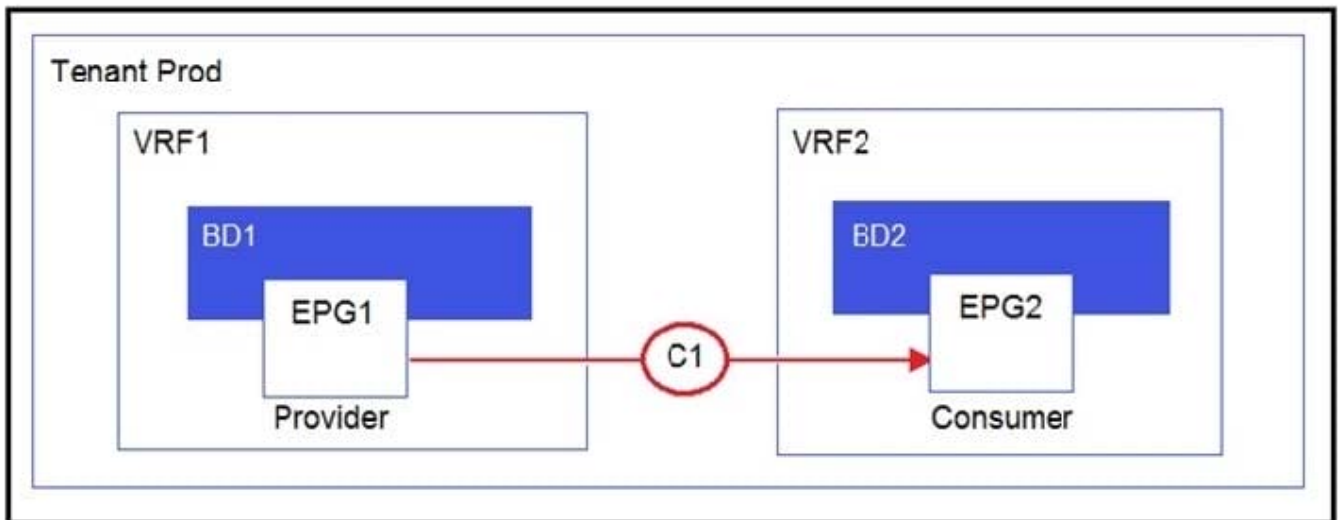 Tenant Prod
VRF1
VRF2
BD1
BD2
EPG1
EPG2
C1
Provider
Consumer